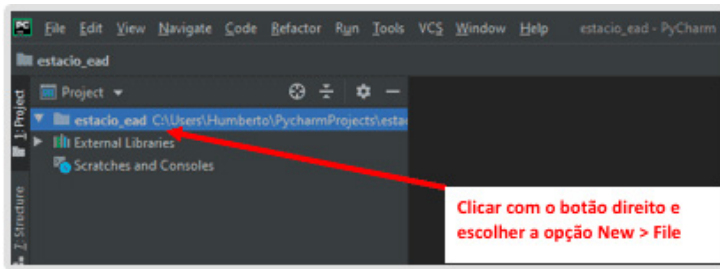 PC File Edit View Navigate Code Refactor Run Tools VCS Window Help estacio_ead - PyCharm
estacio_ead
1: Project
Project
estacio_ead C:\Users\Humberto\PycharmProjects\estac
External Libraries
Scratches and Consoles
Clicar com o botão direito e
escolher a opção New > File
Z: Structure